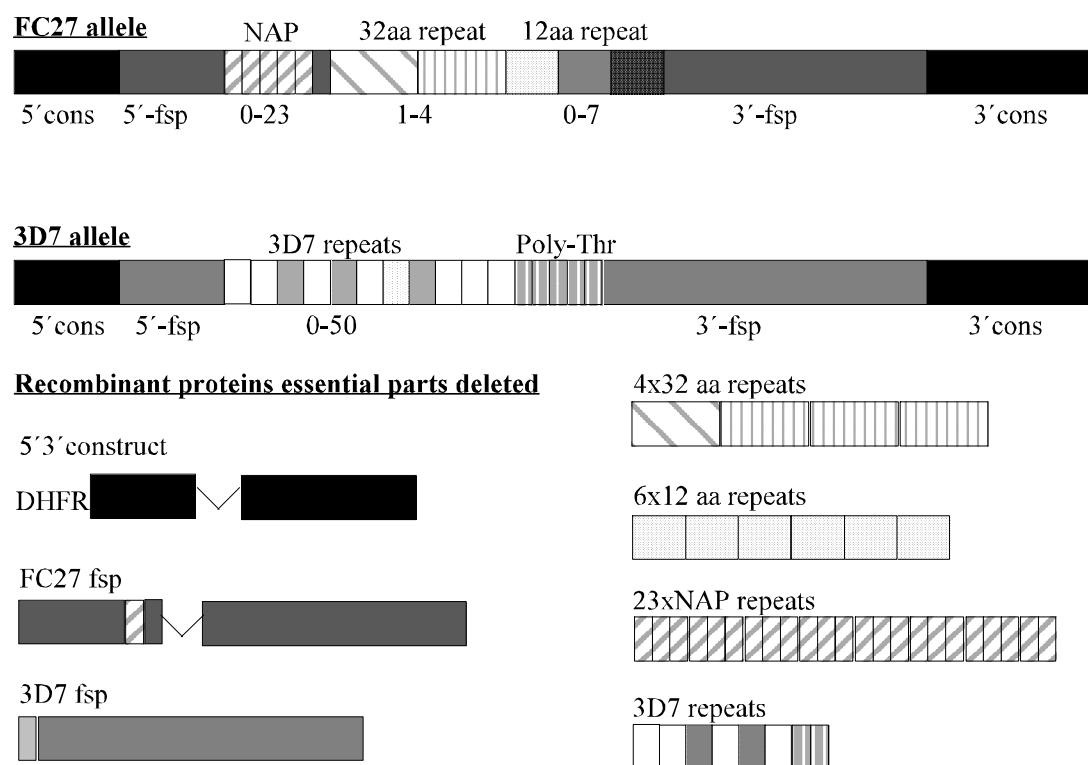 FC27 allele
NAP 32aa repeat 12aa repeat
5´cons 5´-fsp 0-23 1-4 0-7 3´-fsp 3´cons
3D7 allele
3D7 repeats Poly-Thr
5´cons 5´-fsp 0-50 3´-fsp 3´cons
Recombinant proteins essential parts deleted
5´3´construct
DHFR
FC27 fsp
3D7 fsp
4x32 aa repeats
6x12 aa repeats
23xNAP repeats
3D7 repeats